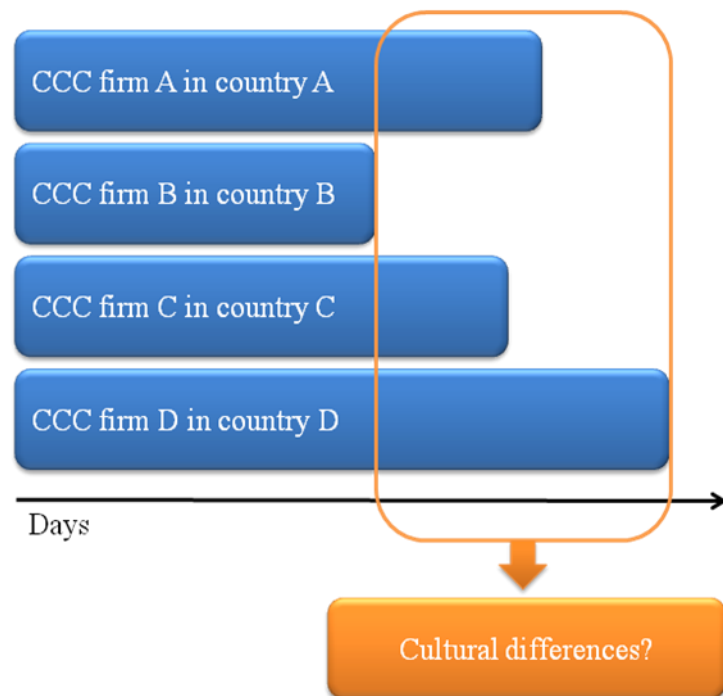 CCC firm A in country A
CCC firm B in country B
CCC firm C in country C
CCC firm D in country D
Days
Cultural differences?